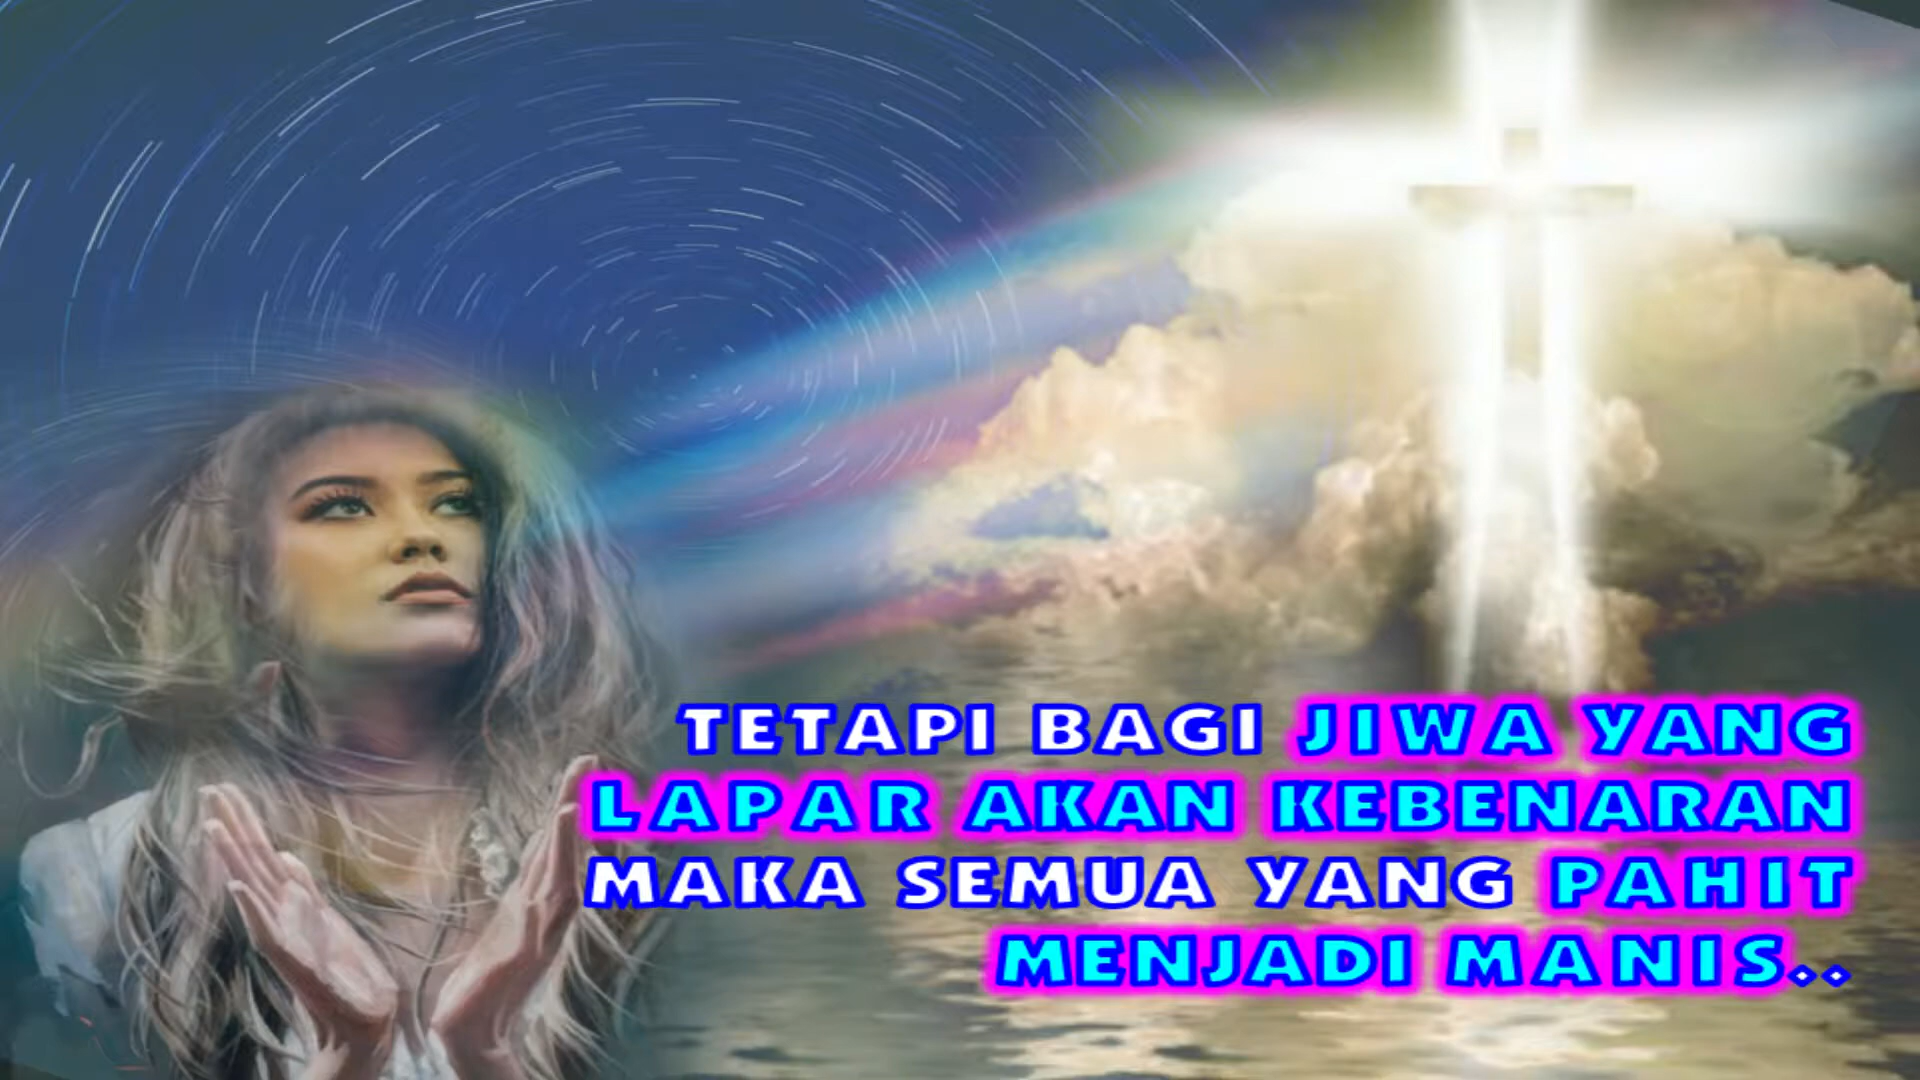 TETAPI BAGI JIWA YANG
LAPAR AKAN KEBENARAN
MAKA SEMUA YANG PAHIT
MENJADI MANIS..